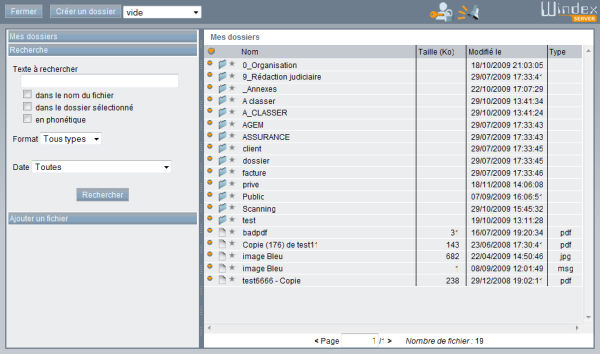 Fermer Créer un dossier vide
Windex
SERVER
Mes dossiers
Recherche
Texte à rechercher
dans le nom du fichier
dans le dossier sélectionné
en phonétique
Format Tous types
Date Toutes
Rechercher
Ajouter un fichier
Mes dossiers
Nom Taille (Ko) Modifié le Type
0_Organisation 18/10/2009 21:03:05
9_Rédaction judiciaire 29/07/2009 17:33:41
_Annexes 22/10/2009 17:07:29
A classer 29/10/2009 13:41:34
A_CLASSER 29/10/2009 13:41:24
AGEM 29/07/2009 17:33:43
ASSURANCE 29/07/2009 17:33:43
client 29/07/2009 17:33:45
dossier 29/07/2009 17:33:45
facture 29/07/2009 17:33:46
prive 18/11/2008 14:06:08
Public 07/09/2009 16:06:51
Scanning 29/10/2009 15:45:32
test 19/10/2009 13:11:28
badpdf 31 16/07/2009 19:20:34 pdf
Copie (176) de test11 143 23/06/2008 17:30:41 pdf
image Bleu 682 22/04/2009 14:50:46 jpg
image Bleu 1 08/09/2009 12:01:49 msg
test6666 - Copie 238 29/12/2008 19:02:11 pdf
< Page 1 /1 > Nombre de fichier : 19